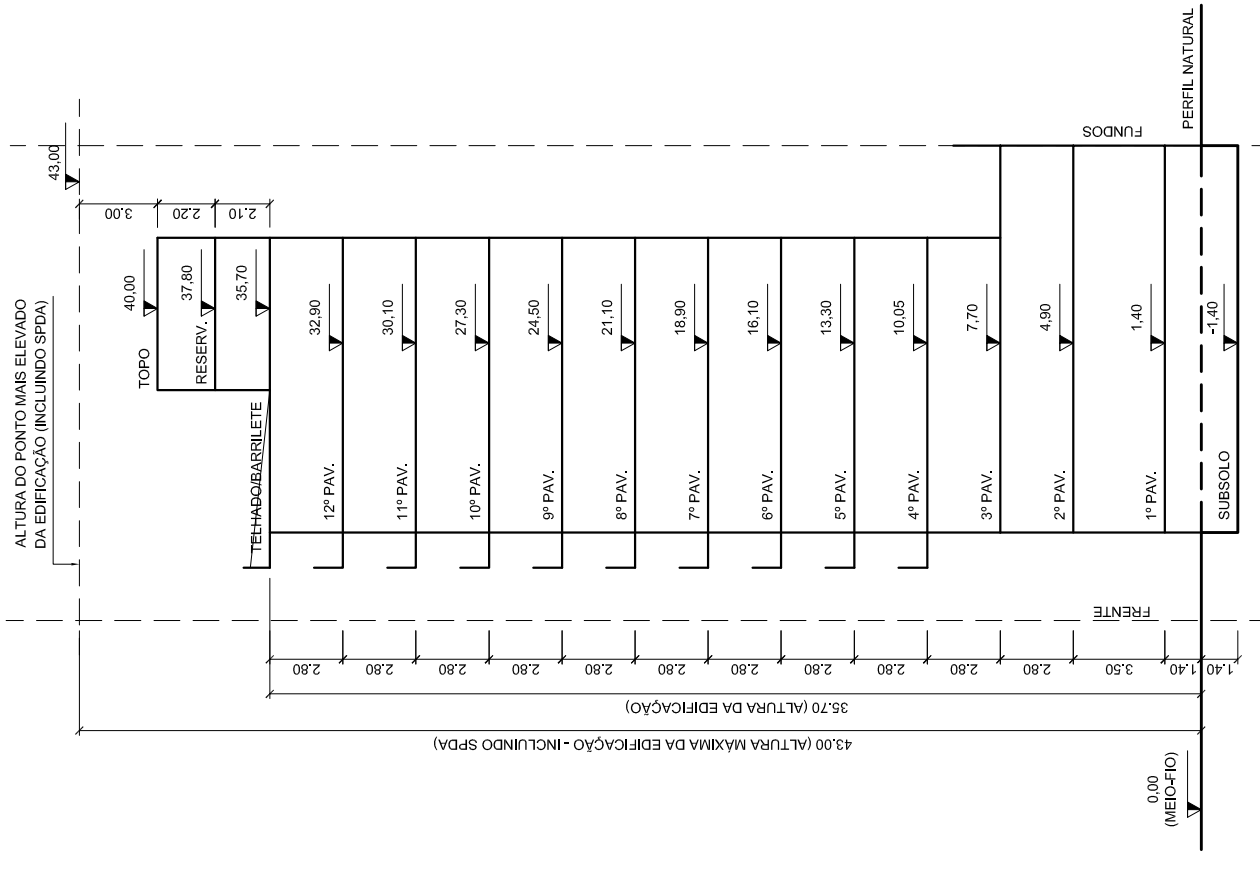 ALTURA DO PONTO MAIS ELEVADO
DA EDIFICAÇÃO (INCLUINDO SPDA)
43,00
3.00
2.20
2.10
TOPO
40,00
RESERV.
37,80
35,70
TELHADO/BARRILETE
12º PAV.
32,90
11º PAV.
30,10
10º PAV.
27,30
9º PAV.
24,50
8º PAV.
21,10
7º PAV.
18,90
6º PAV.
16,10
5º PAV.
13,30
4º PAV.
10,05
3º PAV.
7,70
2º PAV.
4,90
1º PAV.
1,40
SUBSOLO
-1,40
FUNDOS
PERFIL NATURAL
FRENTE
2.80
2.80
2.80
2.80
2.80
2.80
2.80
2.80
2.80
2.80
2.80
3.50
1.40
1.40
35.70 (ALTURA DA EDIFICAÇÃO)
43.00 (ALTURA MÁXIMA DA EDIFICAÇÃO - INCLUINDO SPDA)
0,00
(MEIO-FIO)